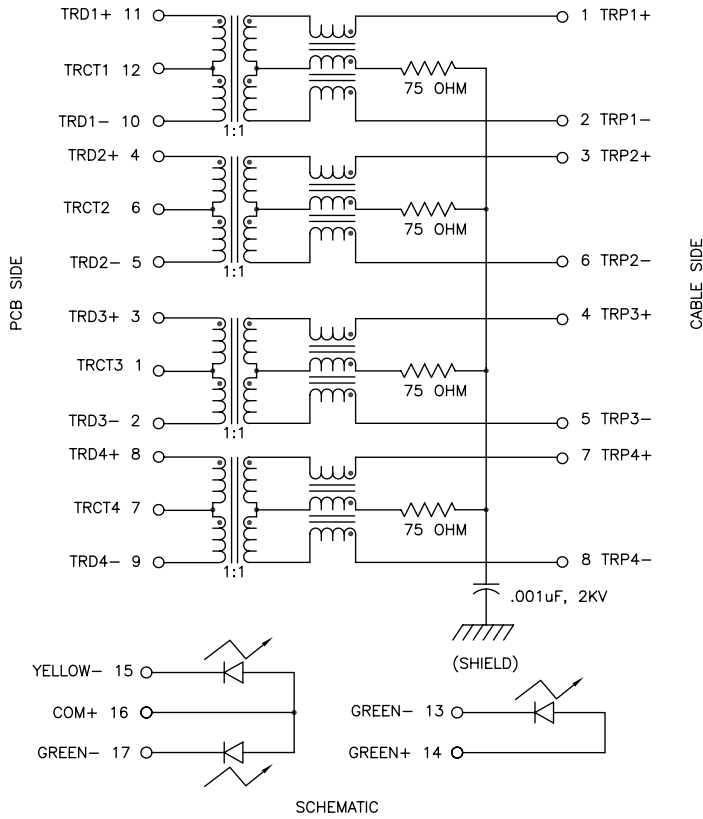 TRD1+ 11
1 TRP1+
TRCT1 12
75 OHM
TRD1- 10
1:1
2 TRP1-
TRD2+ 4
3 TRP2+
TRCT2 6
75 OHM
TRD2- 5
1:1
6 TRP2-
PCB SIDE
CABLE SIDE
TRD3+ 3
4 TRP3+
TRCT3 1
75 OHM
TRD3- 2
1:1
5 TRP3-
TRD4+ 8
7 TRP4+
TRCT4 7
75 OHM
TRD4- 9
1:1
8 TRP4-
.001uF, 2KV
(SHIELD)
YELLOW- 15
COM+ 16
GREEN- 17
GREEN- 13
GREEN+ 14
SCHEMATIC